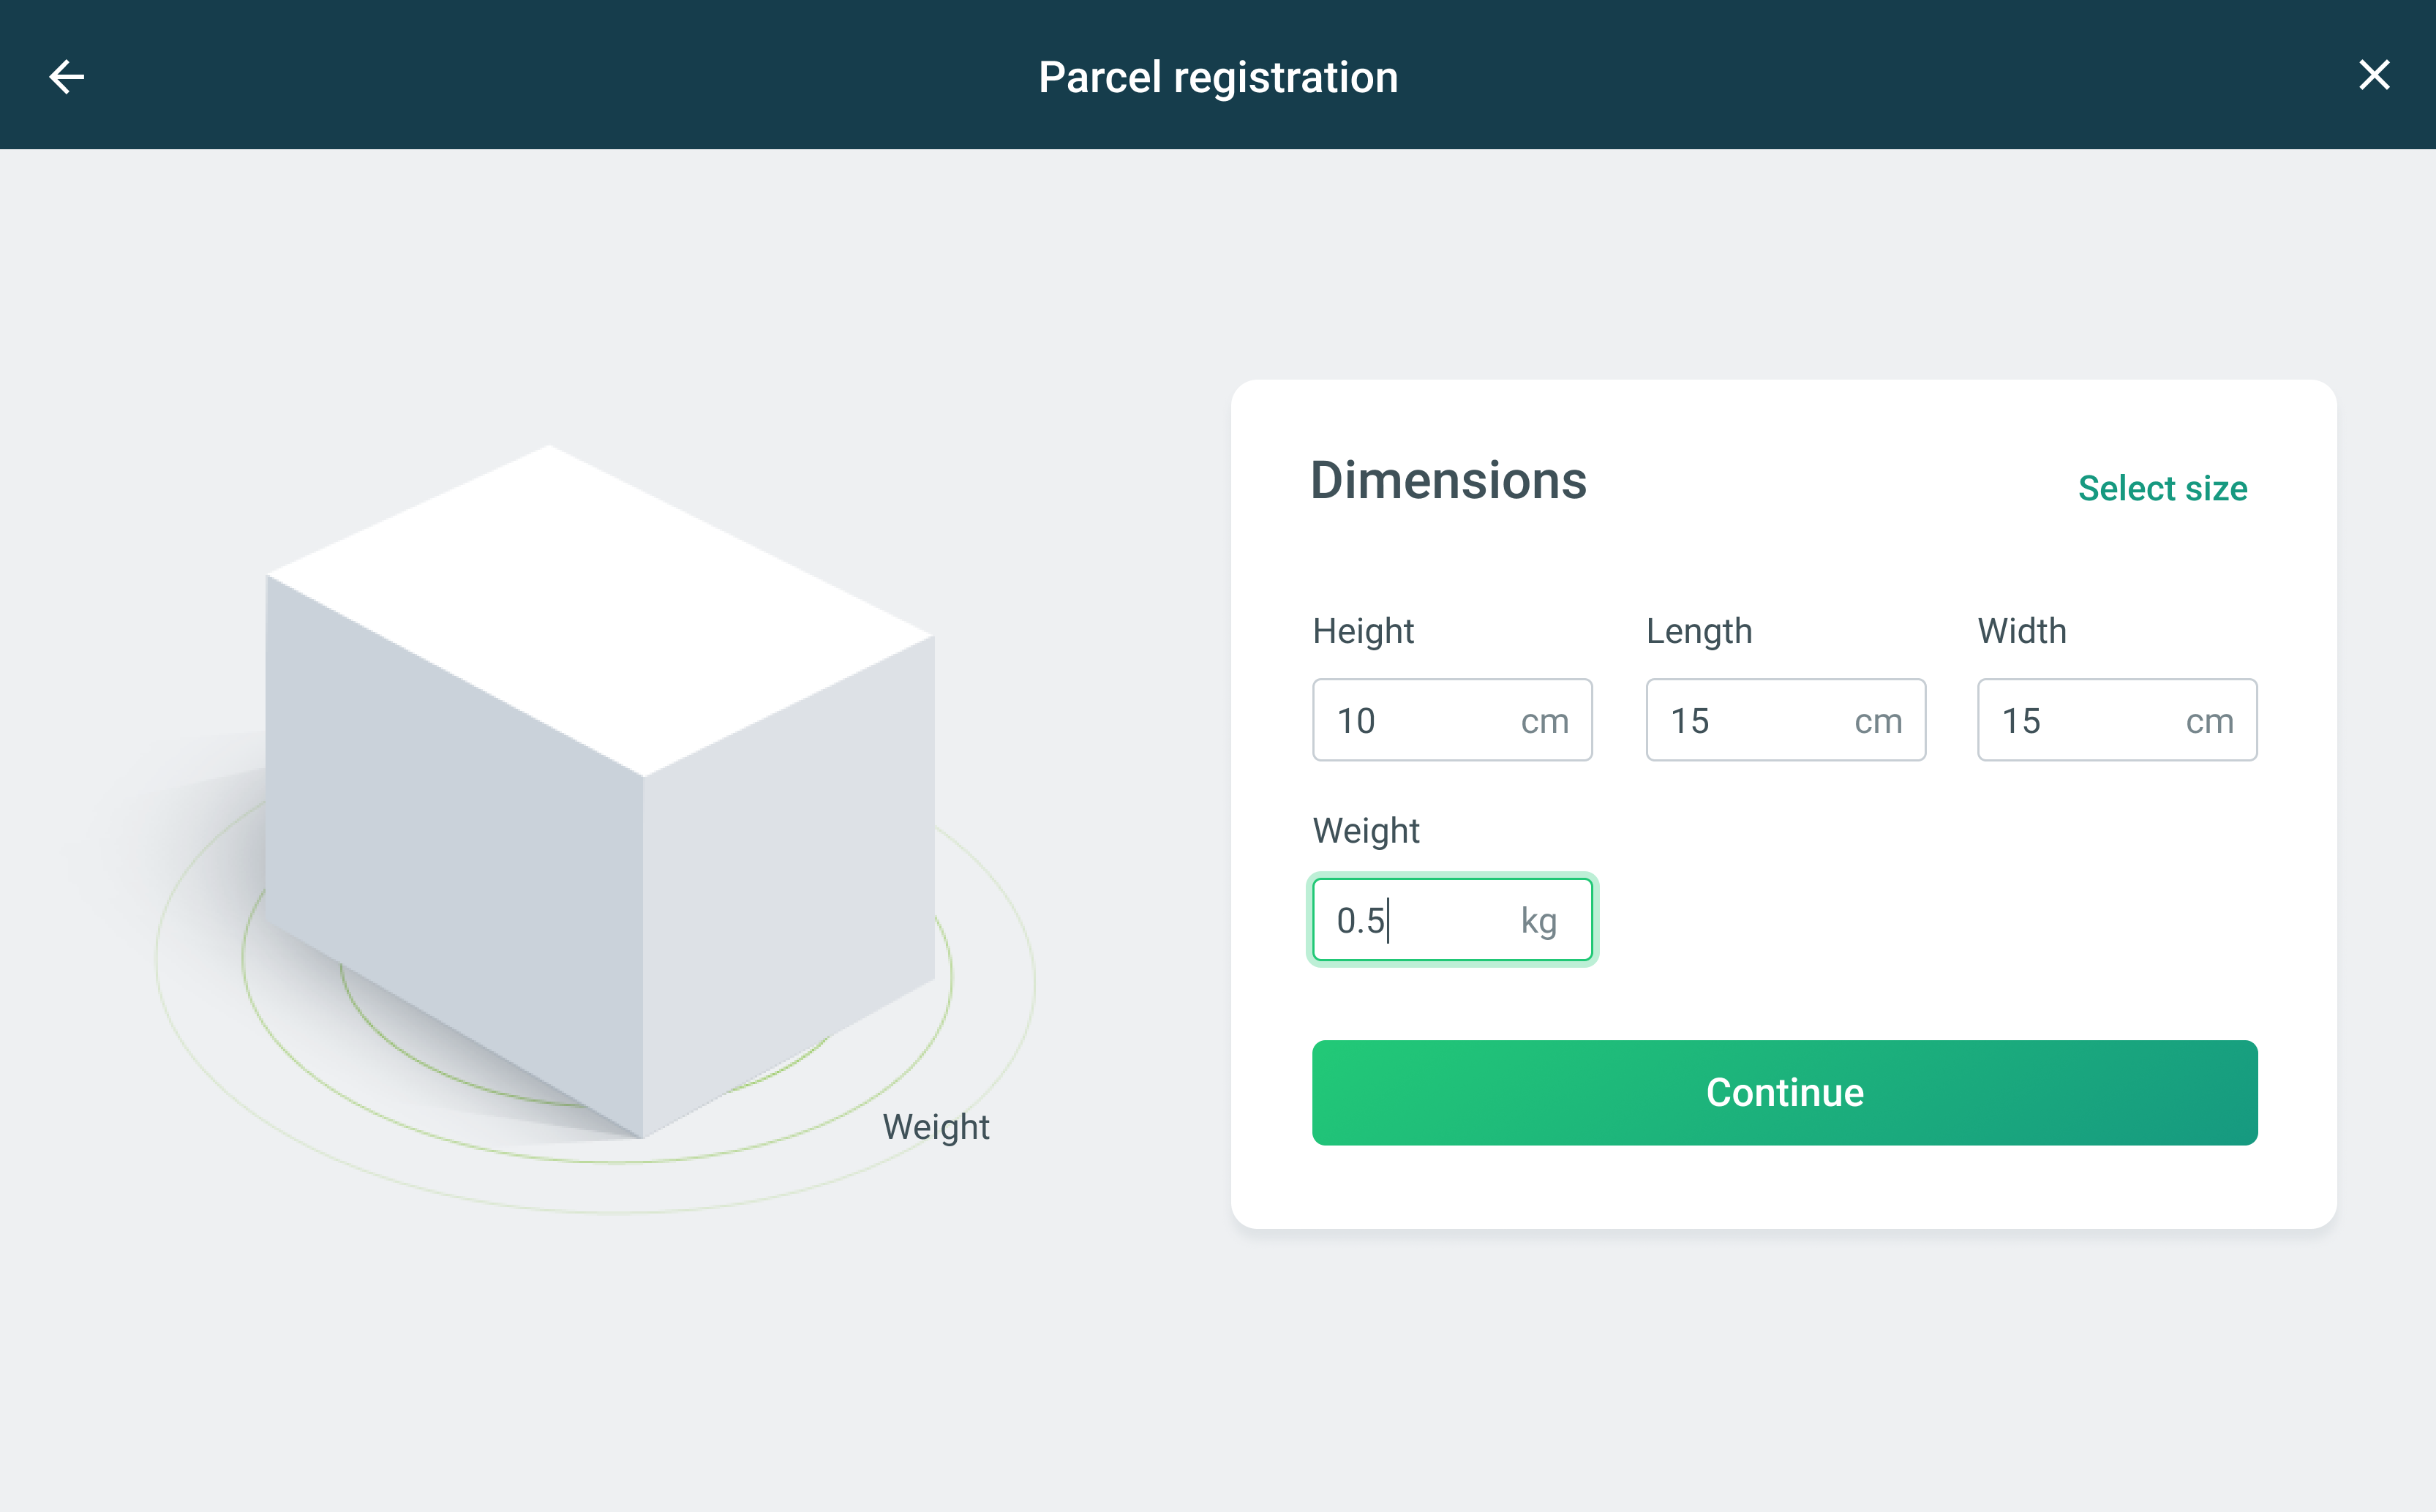 Parcel registration
Dimensions
Select size
Height
Length
Width
10 cm
15 cm
15 cm
Weight
0.5 kg
Continue
Weight